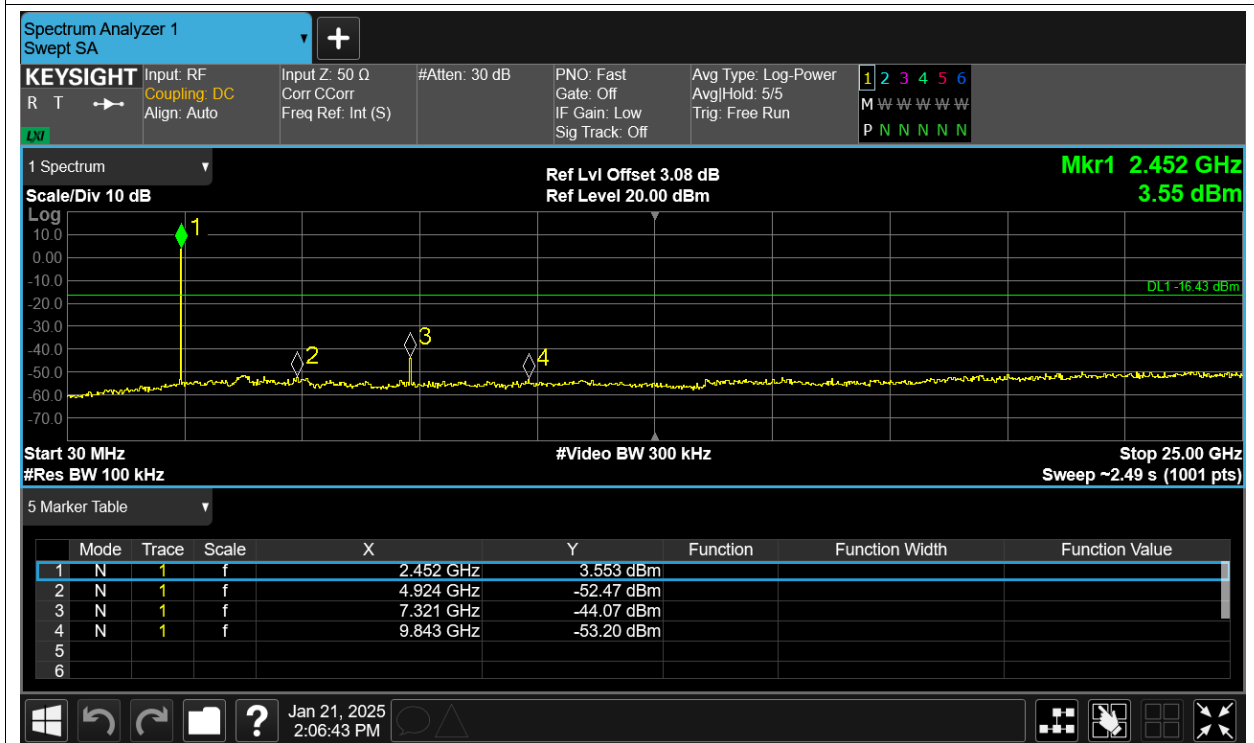 Spectrum Analyzer 1
Swept SA
+
KEYSIGHT
R T
LXI
Input: RF
Coupling: DC
Align: Auto
Input Z: 50 Ω
Corr CCorr
Freq Ref: Int (S)
#Atten: 30 dB
PNO: Fast
Gate: Off
IF Gain: Low
Sig Track: Off
Avg Type: Log-Power
Avg|Hold: 5/5
Trig: Free Run
1 2 3 4 5 6
M W W W W W
P N N N N N
1 Spectrum
Scale/Div 10 dB
Ref Lvl Offset 3.08 dB
Ref Level 20.00 dBm
Mkr1 2.452 GHz
3.55 dBm
Log
10.0
0.00
-10.0
-20.0
-30.0
-40.0
-50.0
-60.0
-70.0
1
2
3
4
DL1 -16.43 dBm
Start 30 MHz
#Res BW 100 kHz
#Video BW 300 kHz
Stop 25.00 GHz
Sweep ~2.49 s (1001 pts)
5 Marker Table
Mode Trace Scale X Y Function Function Width Function Value
1 N 1 f 2.452 GHz 3.553 dBm
2 N 1 f 4.924 GHz -52.47 dBm
3 N 1 f 7.321 GHz -44.07 dBm
4 N 1 f 9.843 GHz -53.20 dBm
5
6
?
Jan 21, 2025
2:06:43 PM